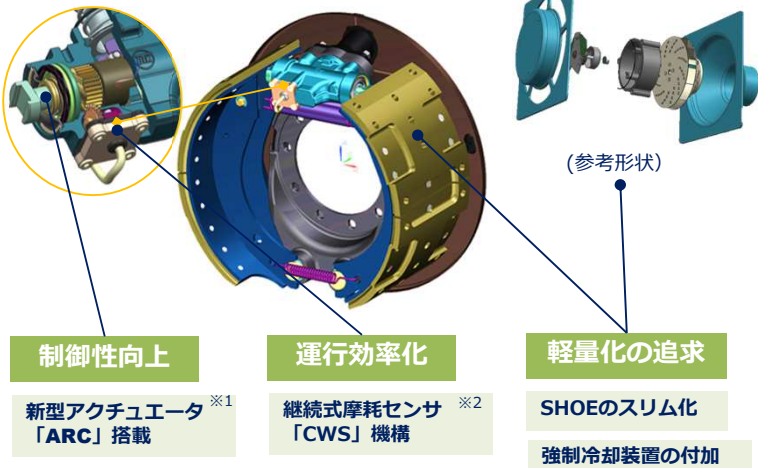 (参考形状)
制御性向上
新型アクチュエータ ※1
「ARC」搭載
運行効率化
継続式摩耗センサ ※2
「CWS」機構
軽量化の追求
SHOEのスリム化
強制冷却装置の付加